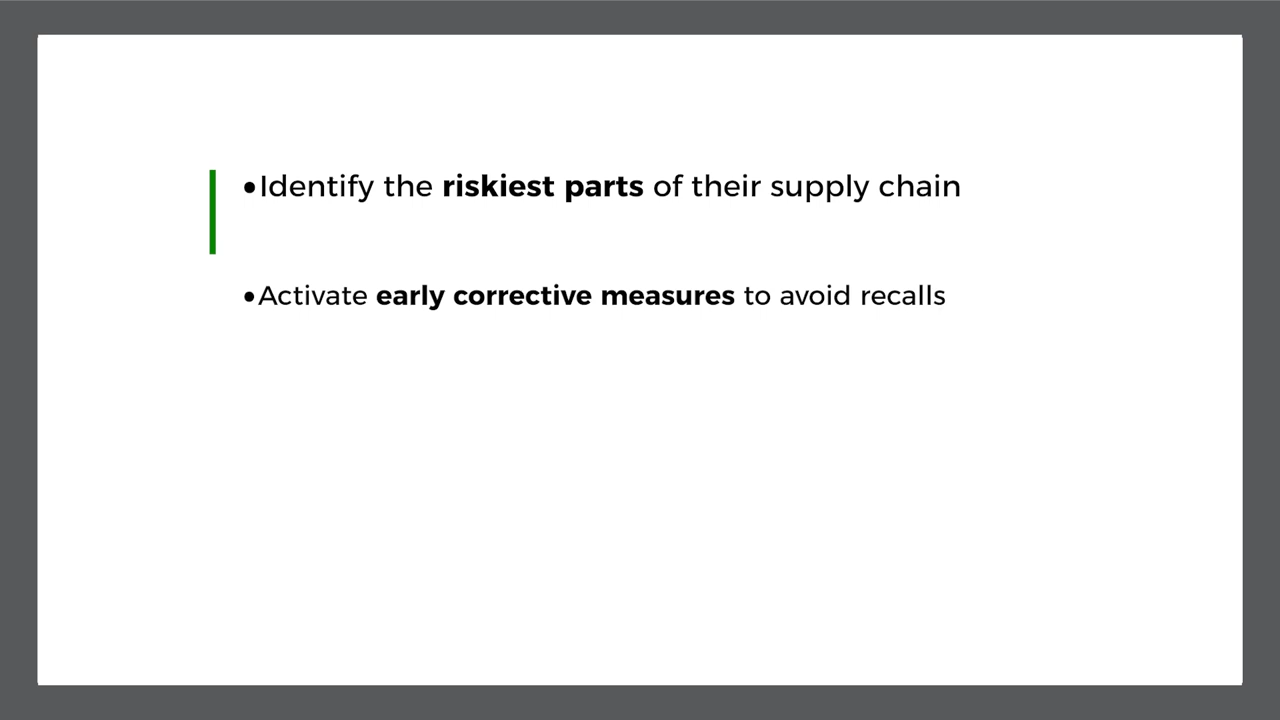 •Identify the riskiest parts of their supply chain
•Activate early corrective measures to avoid recalls